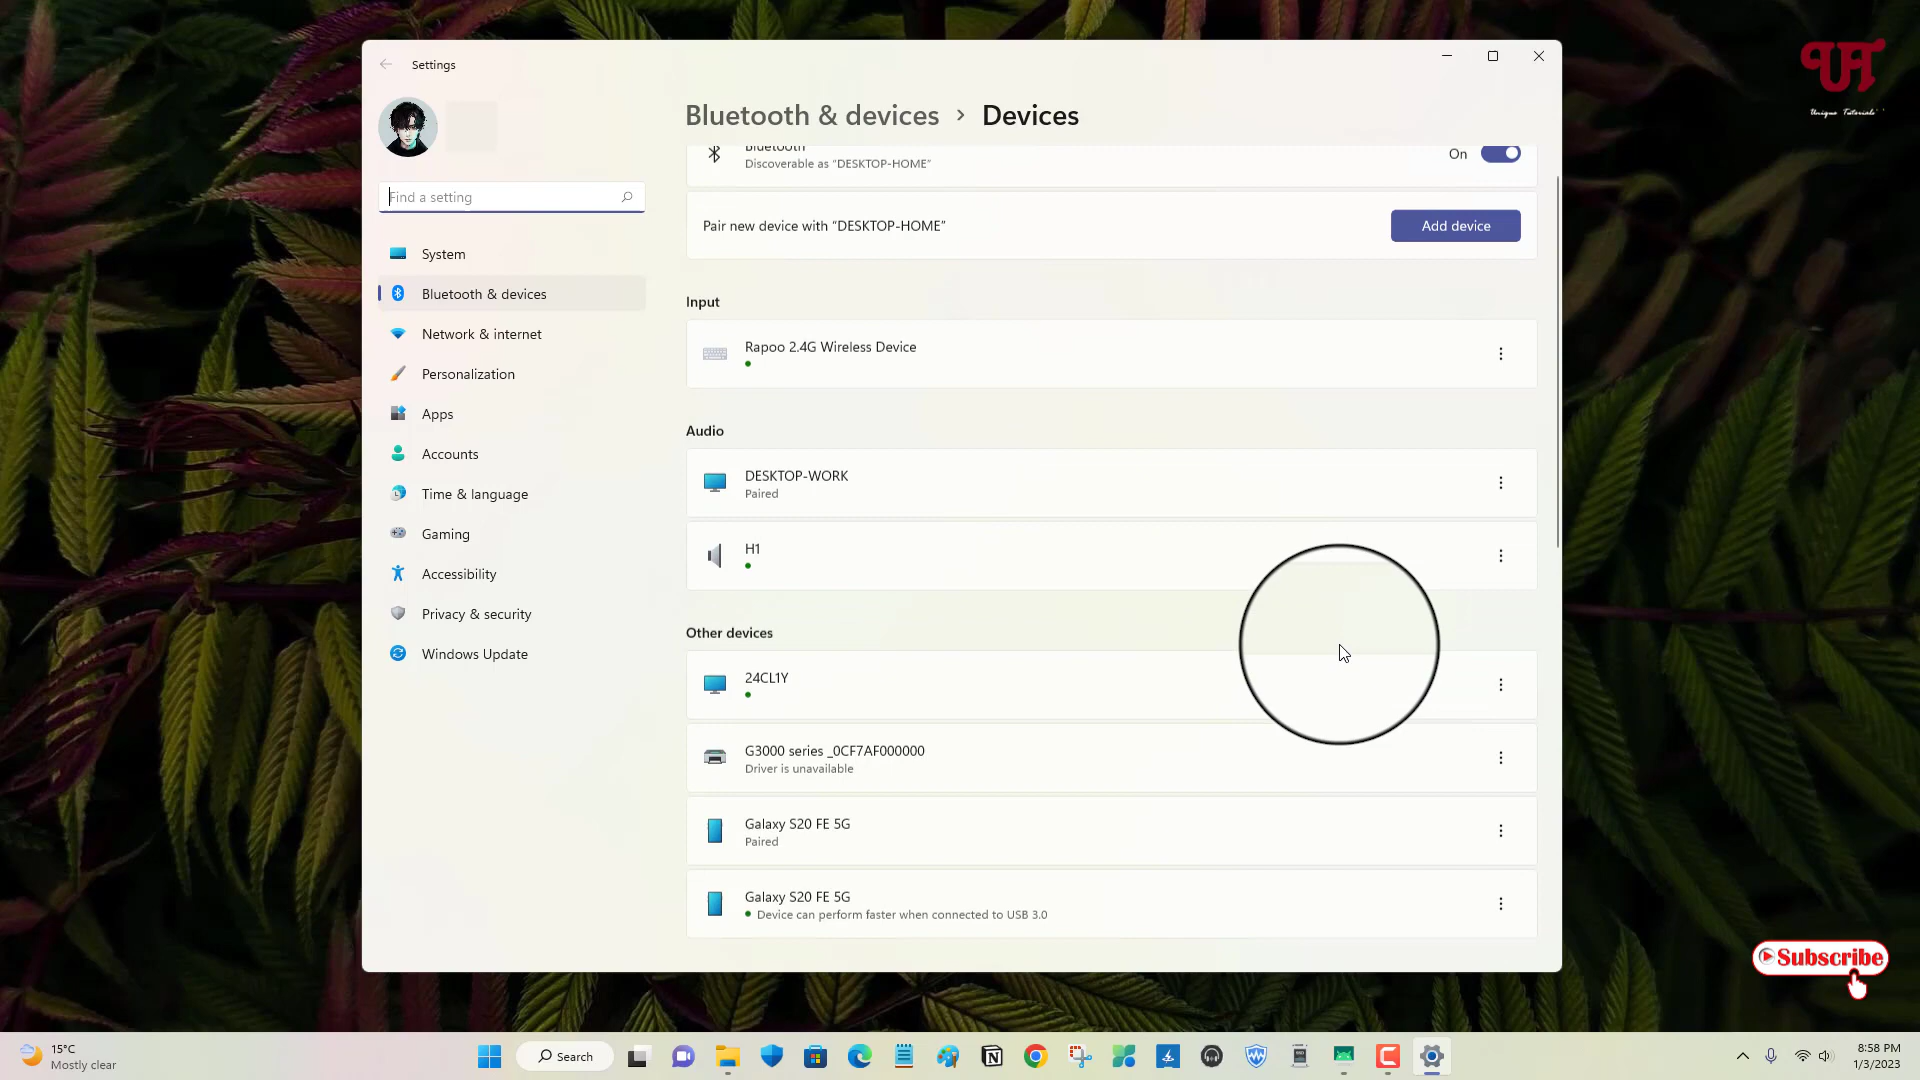 Settings
Find a setting
System
Bluetooth & devices
Network & internet
Personalization
Apps
Accounts
Time & language
Gaming
Accessibility
Privacy & security
Windows Update
Bluetooth & devices > Devices
Bluetooth
Discoverable as “DESKTOP-HOME”
On
Pair new device with “DESKTOP-HOME”
Add device
Input
Rapoo 2.4G Wireless Device
Audio
DESKTOP-WORK
Paired
H1
Other devices
24CL1Y
G3000 series _0CF7AF000000
Driver is unavailable
Galaxy S20 FE 5G
Paired
Galaxy S20 FE 5G
Device can perform faster when connected to USB 3.0
UT
Unique Tutorials
Subscribe
15°C
Mostly clear
Search
8:58 PM
1/3/2023